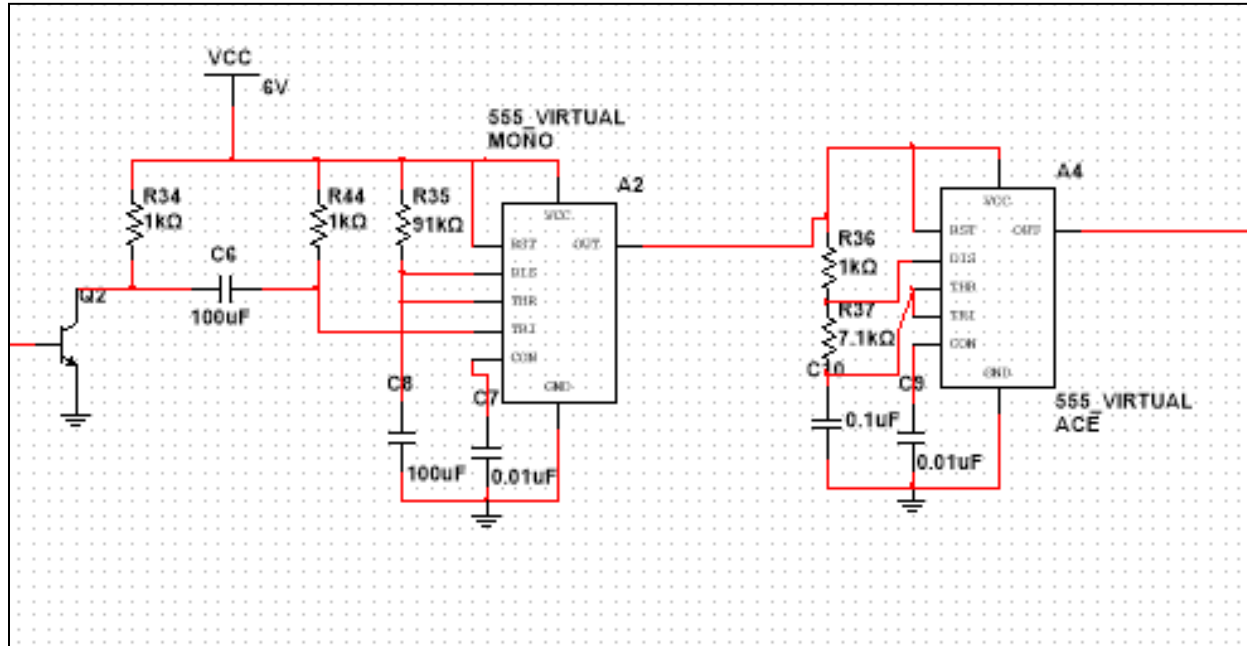 VCC
6V
555_VIRTUAL
MONO
A2
R34
1kΩ
R44
1kΩ
R35
91kΩ
C6
100uF
Q2
VCC
RST
OUT
DIS
THR
TRI
CON
GND
C8
100uF
C7
0.01uF
A4
R36
1kΩ
R37
7.1kΩ
C10
0.1uF
C9
0.01uF
VCC
RST
OUT
DIS
THR
TRI
CON
GND
555_VIRTUAL
ACE